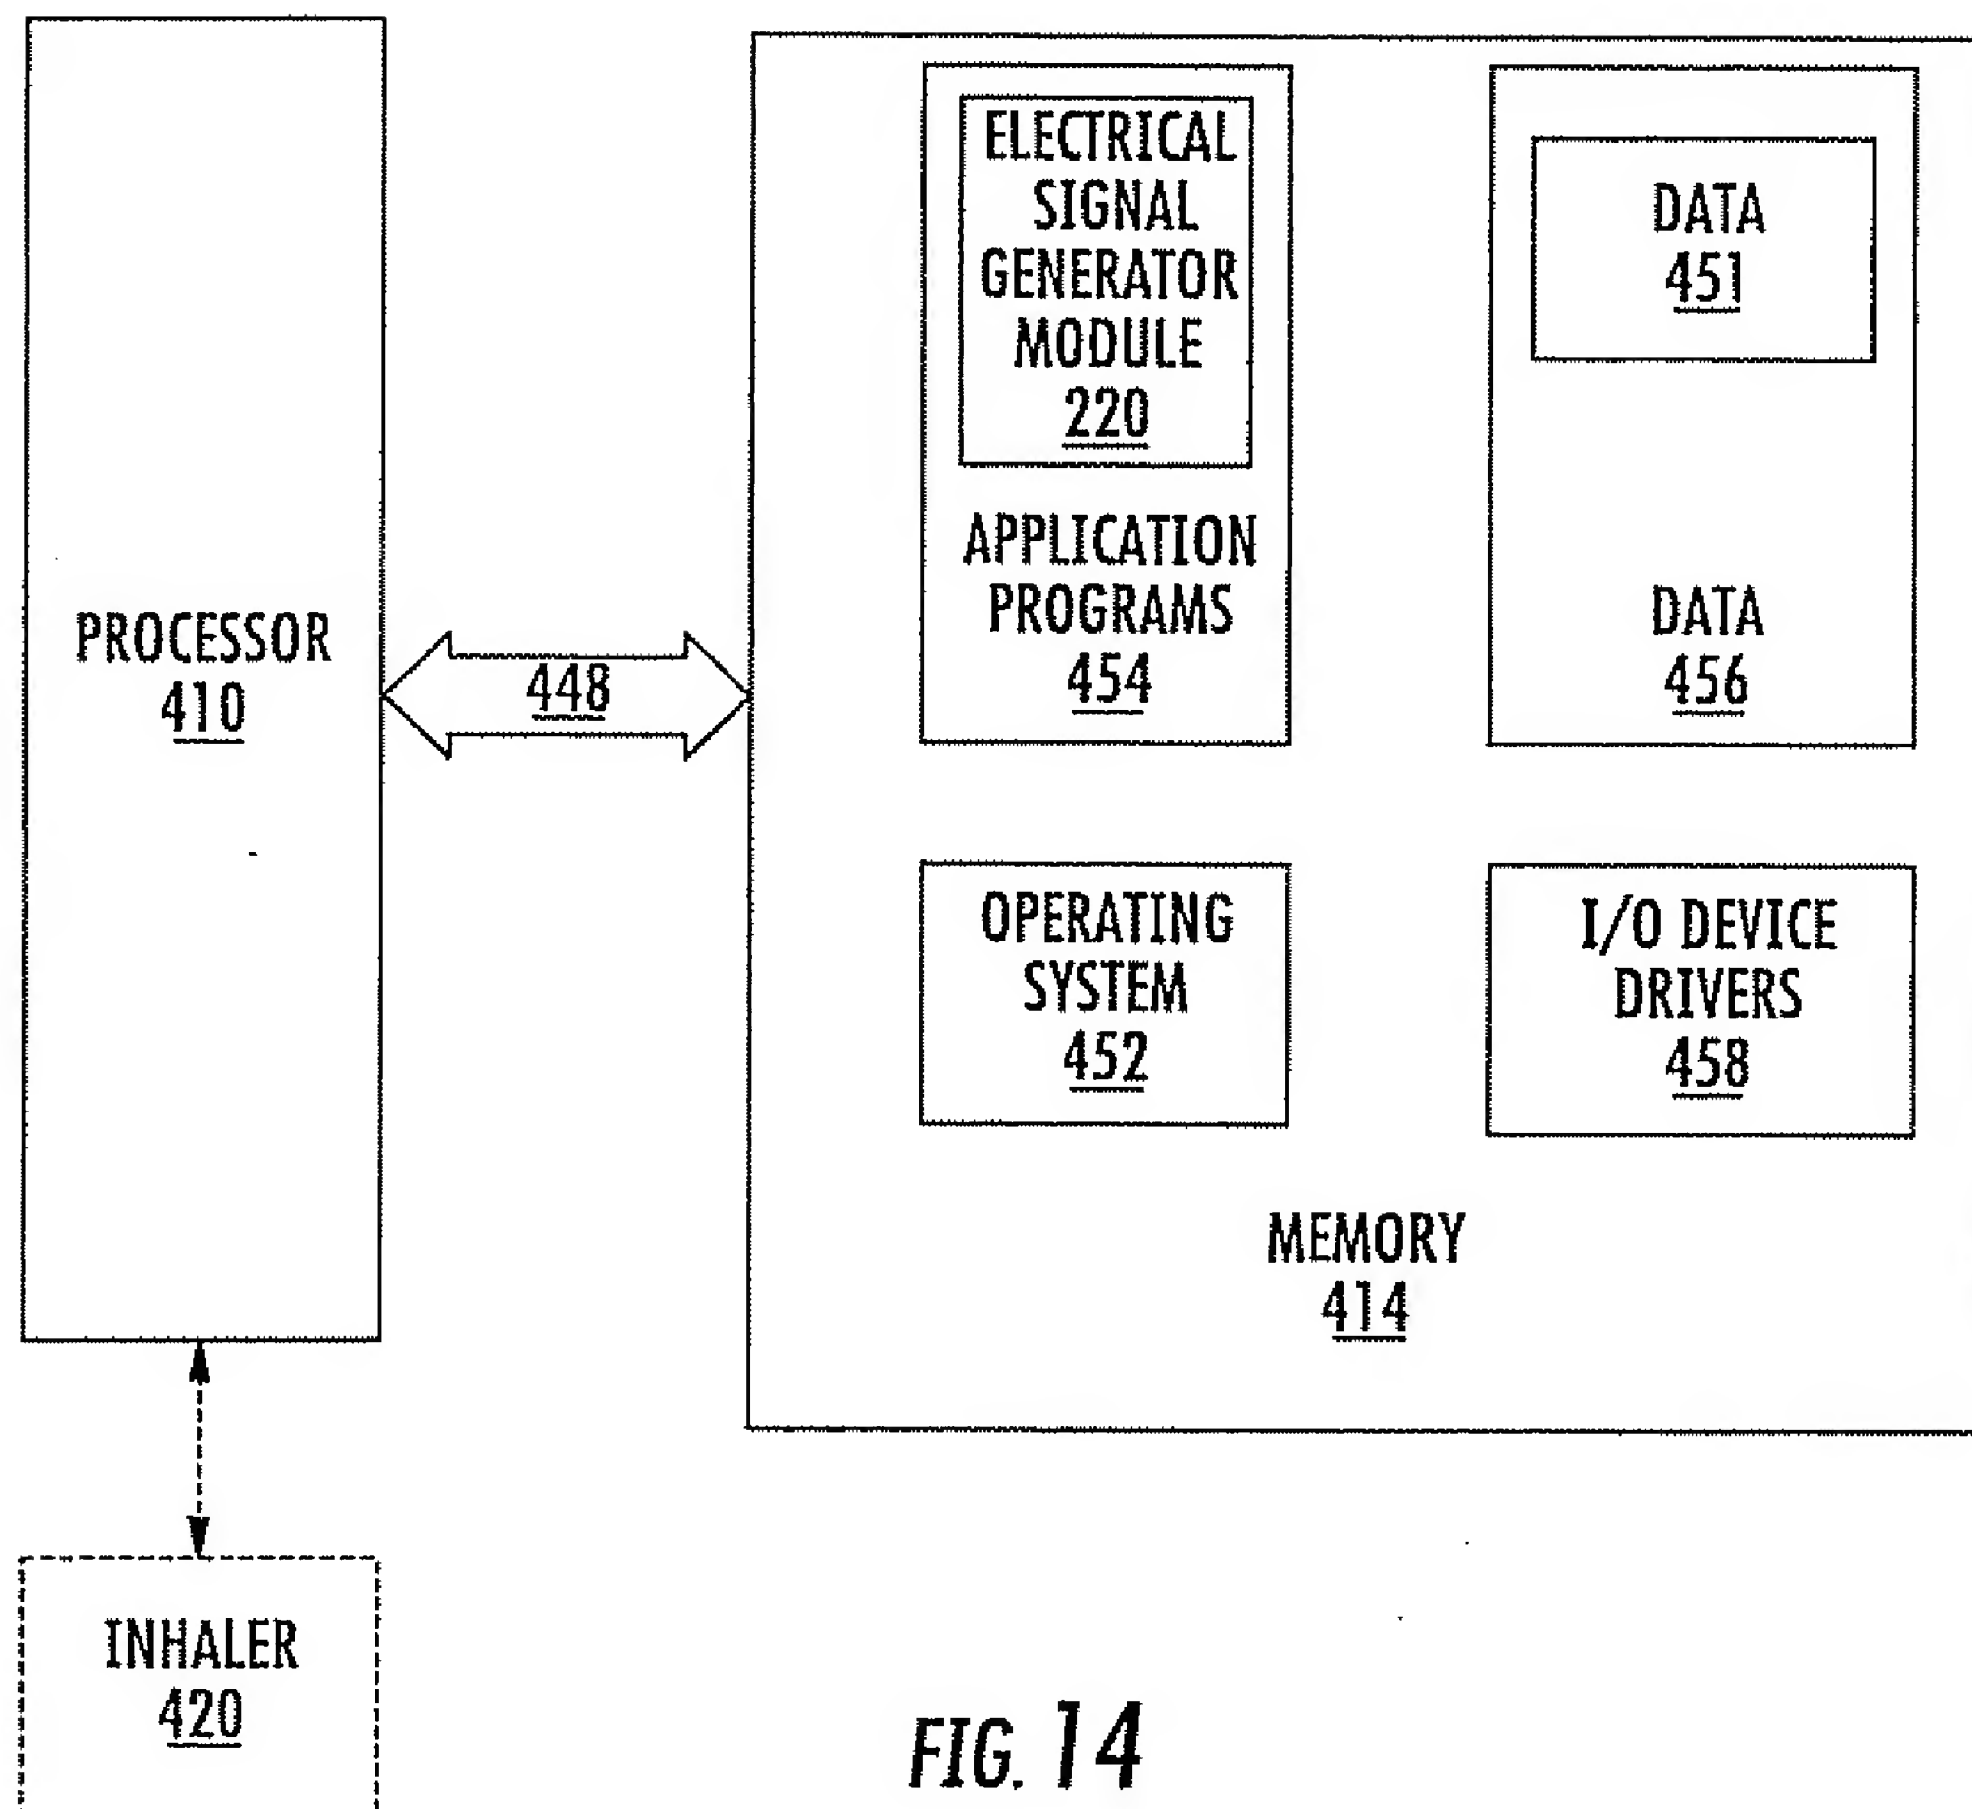 PROCESSOR
410
448
ELECTRICAL
SIGNAL
GENERATOR
MODULE
220
APPLICATION
PROGRAMS
454
DATA
451
DATA
456
OPERATING
SYSTEM
452
I/O DEVICE
DRIVERS
458
MEMORY
414
INHALER
420
FIG. 14